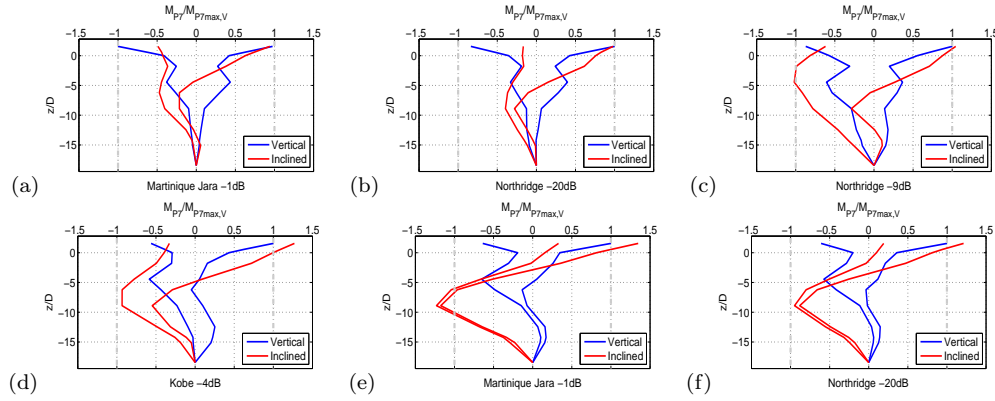 M_P7/M_P7max,V
M_P7/M_P7max,V
M_P7/M_P7max,V
−1.5 −1 −0.5 0 0.5 1 1.5
−1.5 −1 −0.5 0 0.5 1 1.5
−1.5 −1 −0.5 0 0.5 1 1.5
0
−5
−10
−15
z/D
Vertical
Inclined
0
−5
−10
−15
z/D
Vertical
Inclined
0
−5
−10
−15
z/D
Vertical
Inclined
(a)
Martinique Jara −1dB
(b)
Northridge −20dB
(c)
Northridge −9dB
M_P7/M_P7max,V
M_P7/M_P7max,V
M_P7/M_P7max,V
−1.5 −1 −0.5 0 0.5 1 1.5
−1.5 −1 −0.5 0 0.5 1 1.5
−1.5 −1 −0.5 0 0.5 1 1.5
0
−5
−10
−15
z/D
Vertical
Inclined
0
−5
−10
−15
z/D
Vertical
Inclined
0
−5
−10
−15
z/D
Vertical
Inclined
(d)
Kobe −4dB
(e)
Martinique Jara −1dB
(f)
Northridge −20dB